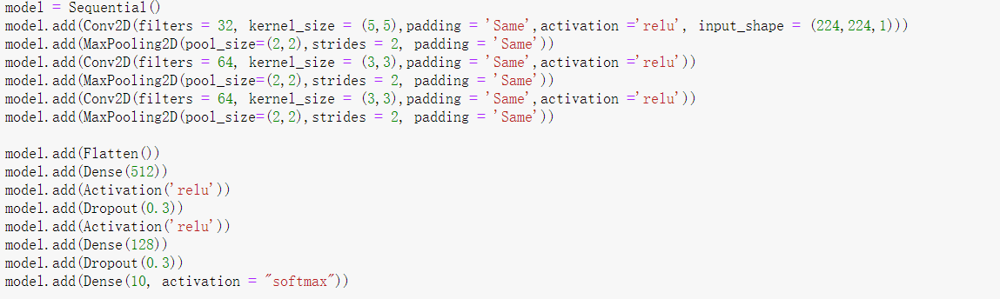 model = Sequential()
model.add(Conv2D(filters = 32, kernel_size = (5,5),padding = 'Same',activation ='relu', input_shape = (224,224,1)))
model.add(MaxPooling2D(pool_size=(2,2),strides = 2, padding = 'Same'))
model.add(Conv2D(filters = 64, kernel_size = (3,3),padding = 'Same',activation ='relu'))
model.add(MaxPooling2D(pool_size=(2,2),strides = 2, padding = 'Same'))
model.add(Conv2D(filters = 64, kernel_size = (3,3),padding = 'Same',activation ='relu'))
model.add(MaxPooling2D(pool_size=(2,2),strides = 2, padding = 'Same'))
model.add(Flatten())
model.add(Dense(512))
model.add(Activation('relu'))
model.add(Dropout(0.3))
model.add(Activation('relu'))
model.add(Dense(128))
model.add(Dropout(0.3))
model.add(Dense(10, activation = "softmax"))